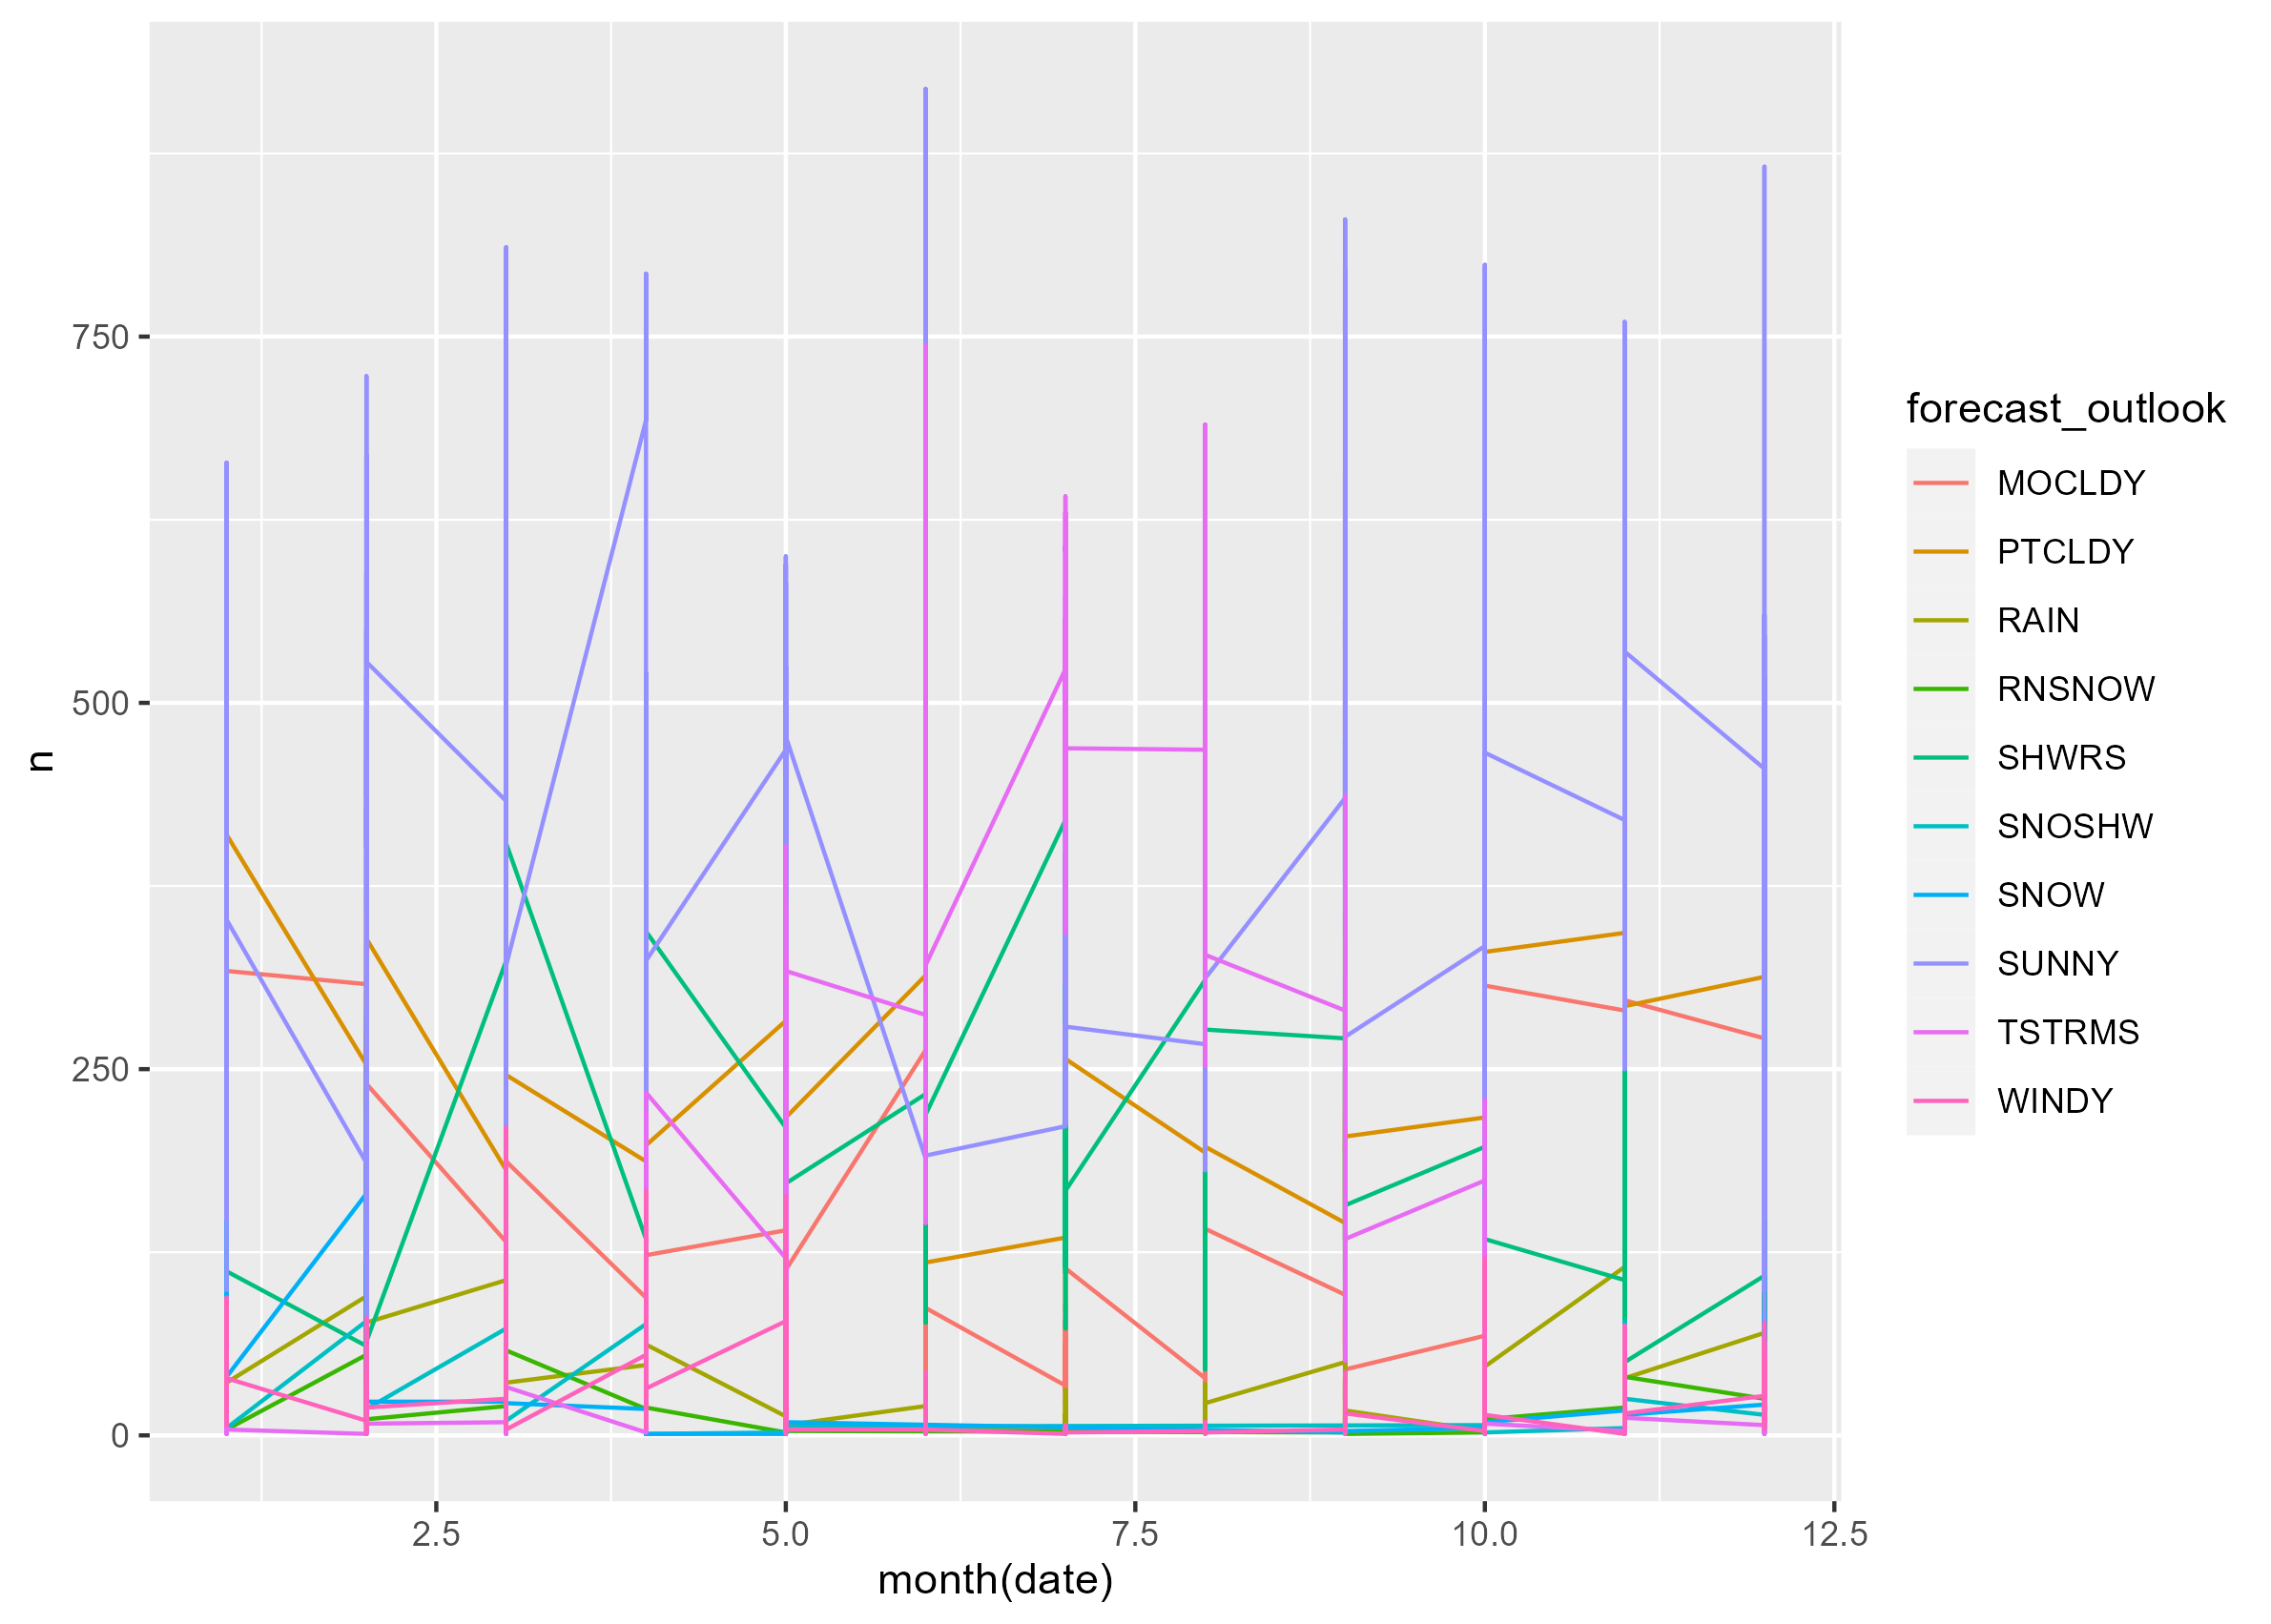 750
500
250
0
n
2.5 5.0 7.5 10.0 12.5
month(date)
forecast_outlook
MOCLDY
PTCLDY
RAIN
RNSNOW
SHWRS
SNOSHW
SNOW
SUNNY
TSTRMS
WINDY